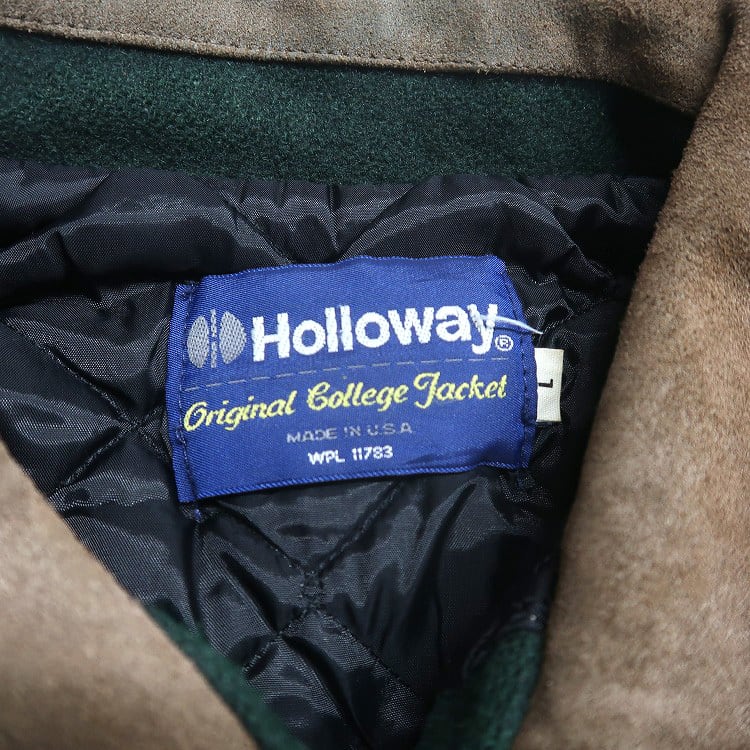 Holloway®
Original College Jacket
MADE IN U.S.A.
WPL 11783
L